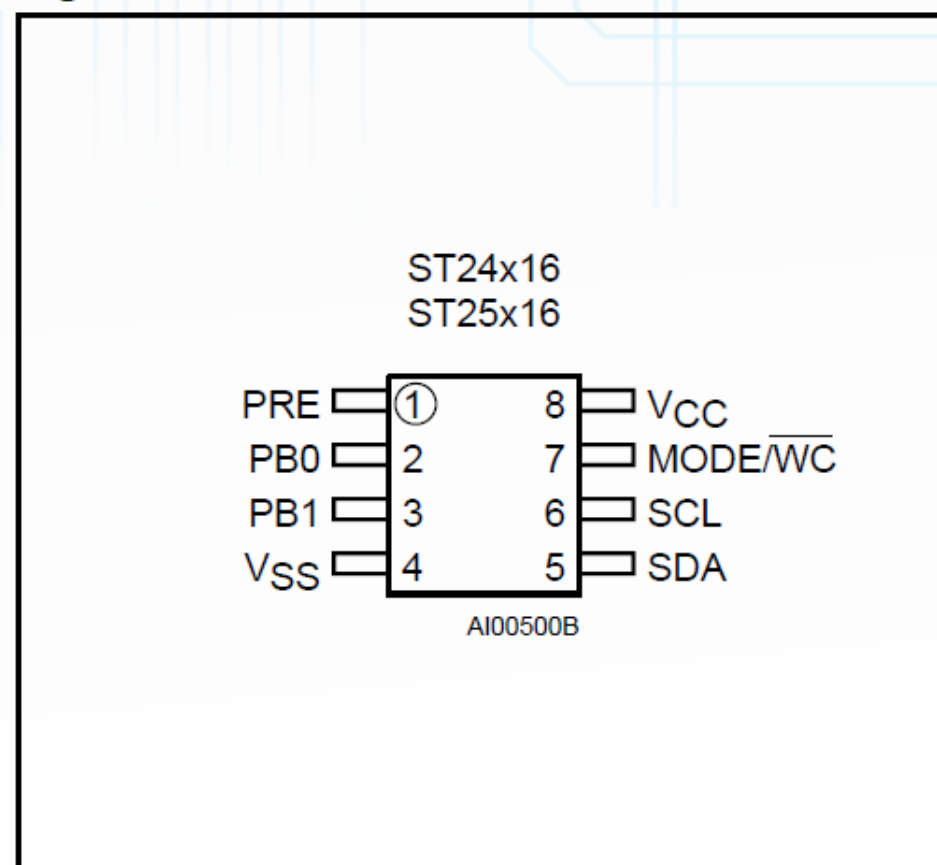 ST24x16
ST25x16
PRE 1 8 VCC
PB0 2 7 MODE/W̅C̅
PB1 3 6 SCL
VSS 4 5 SDA
AI00500B